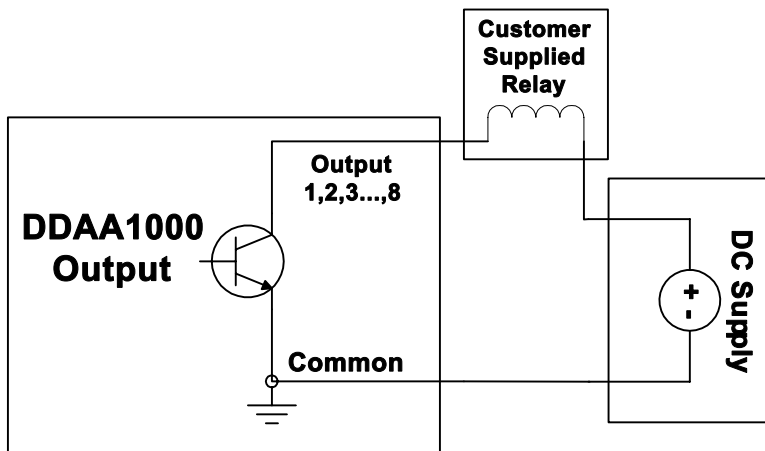 Customer
Supplied
Relay
Output
1,2,3...,8
DDAA1000
Output
DC Supply
+
-
Common